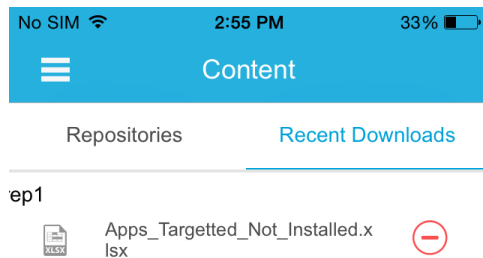 No SIM 2:55 PM 33%
Content
Repositories Recent Downloads
ep1
Apps_Targetted_Not_Installed.x
lsx
XLSX